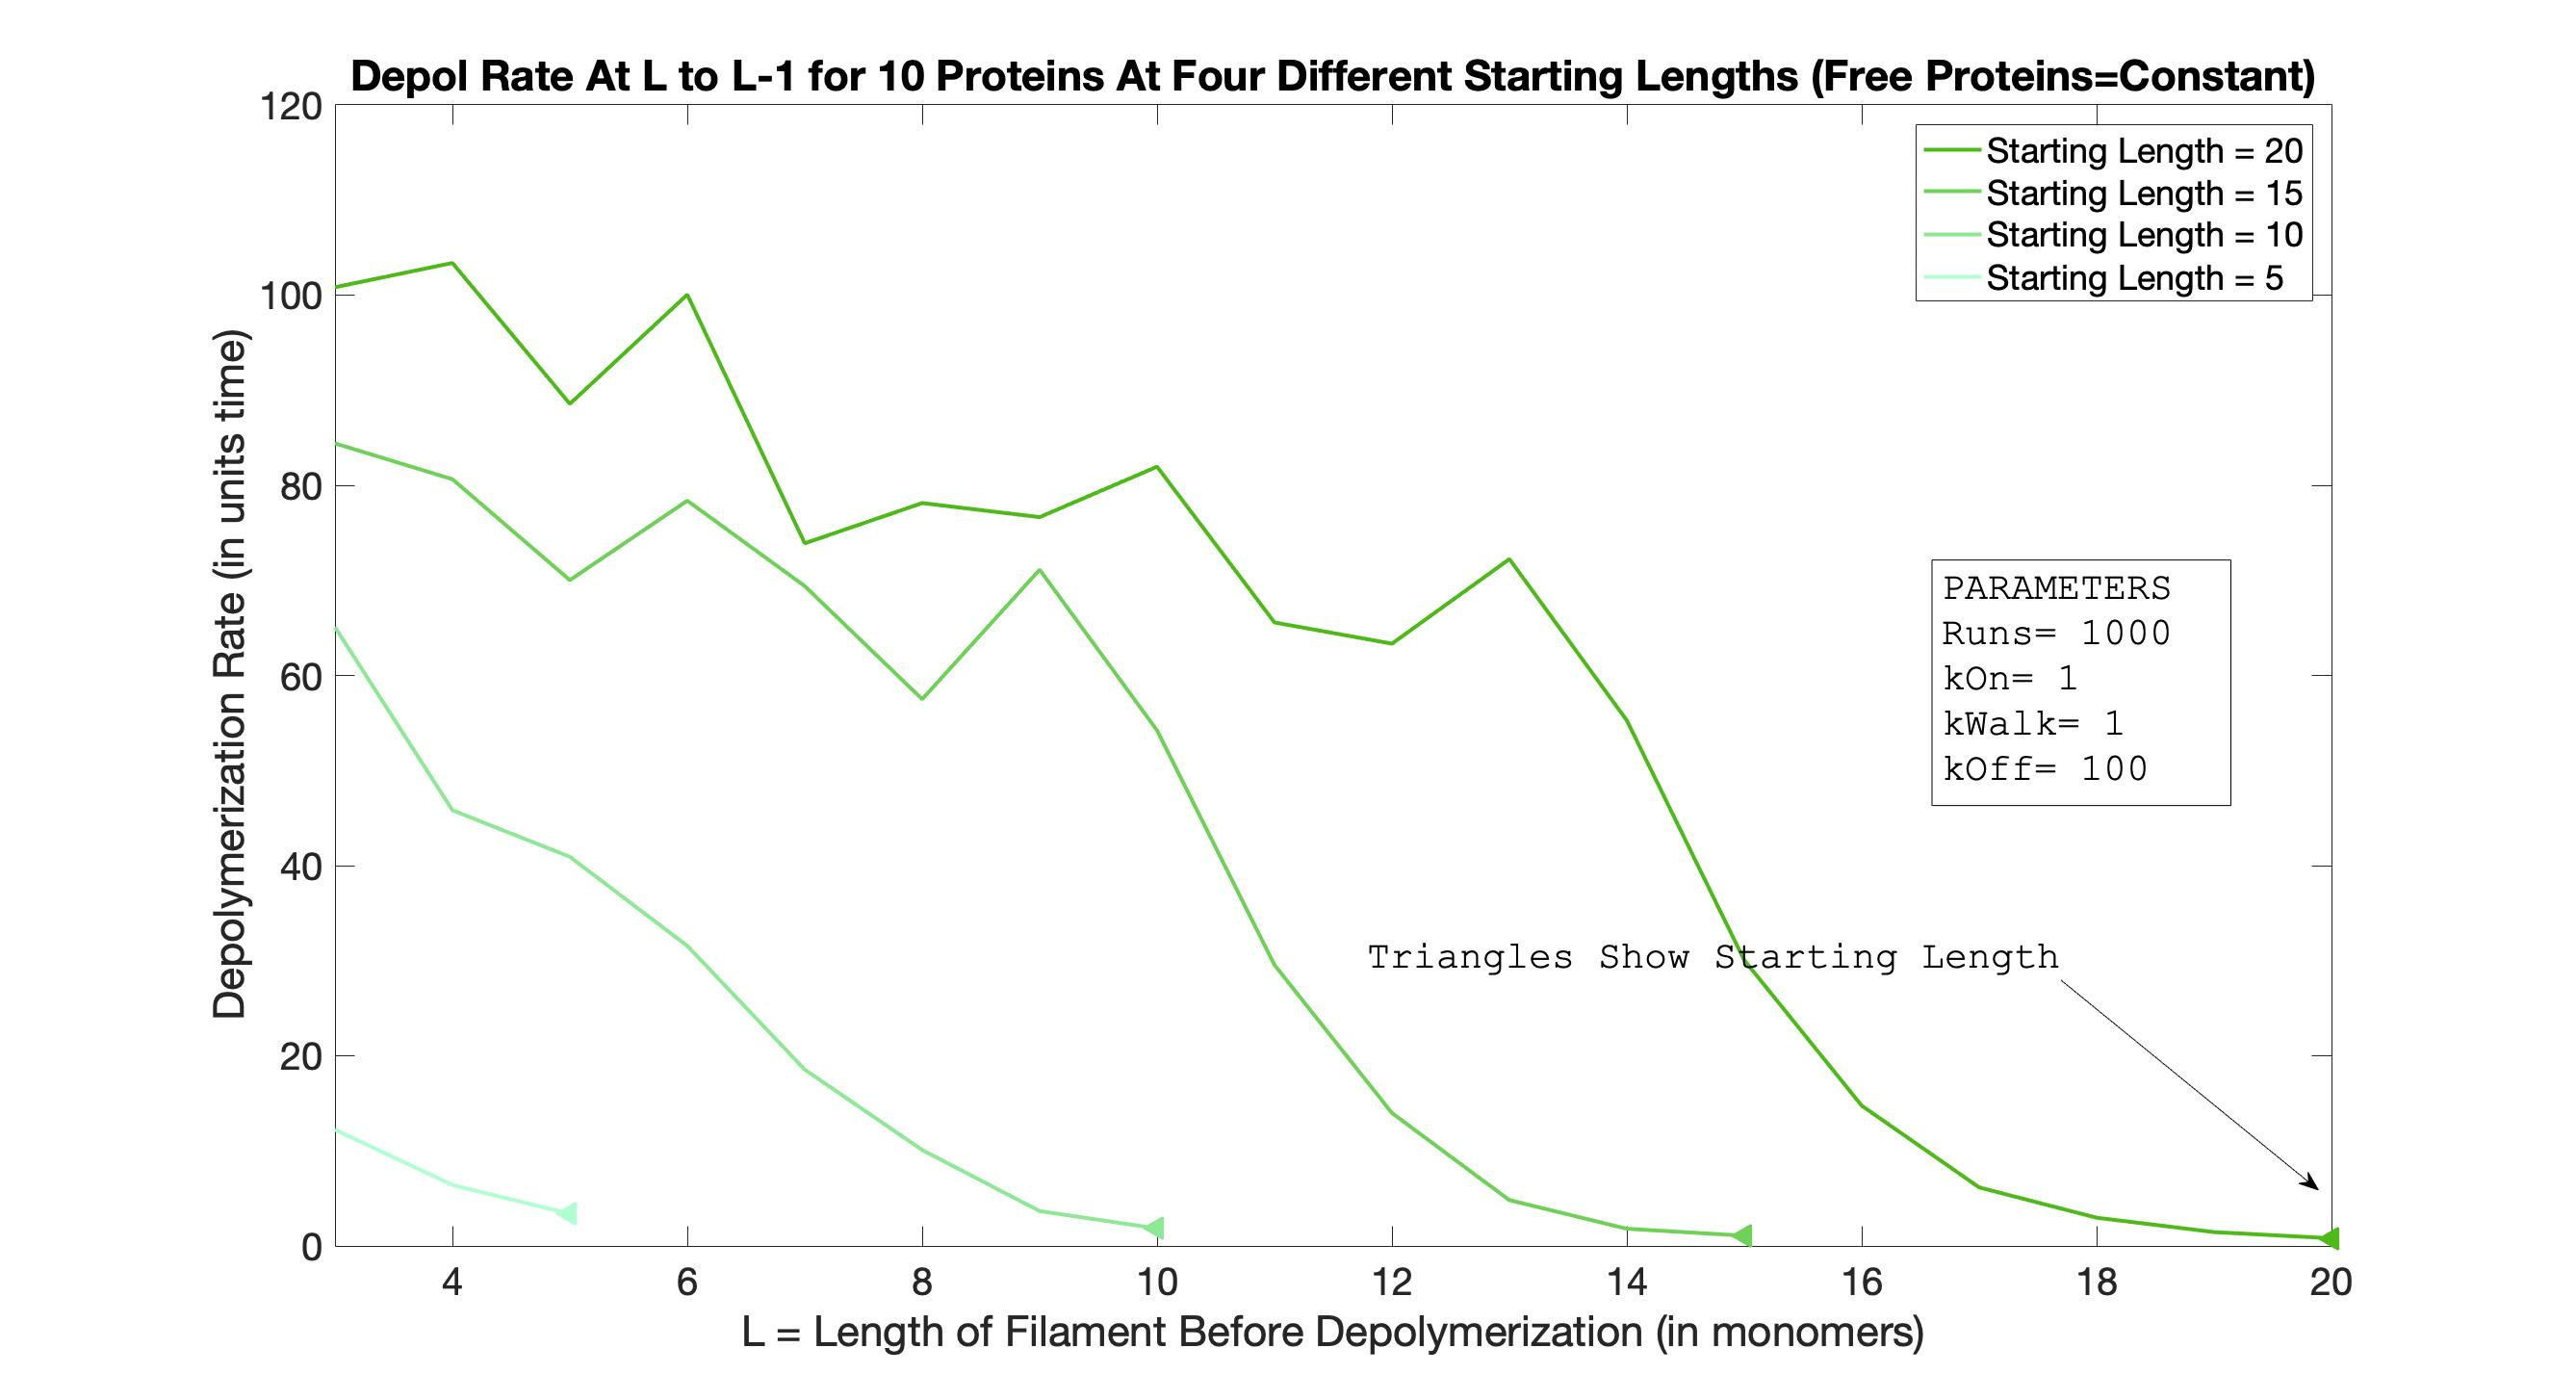 Depol Rate At L to L-1 for 10 Proteins At Four Different Starting Lengths (Free Proteins=Constant)
120
100
80
60
40
20
0
Depolymerization Rate (in units time)
Starting Length = 20
Starting Length = 15
Starting Length = 10
Starting Length = 5
PARAMETERS
Runs= 1000
kOn= 1
kWalk= 1
kOff= 100
Triangles Show Starting Length
4 6 8 10 12 14 16 18 20
L = Length of Filament Before Depolymerization (in monomers)